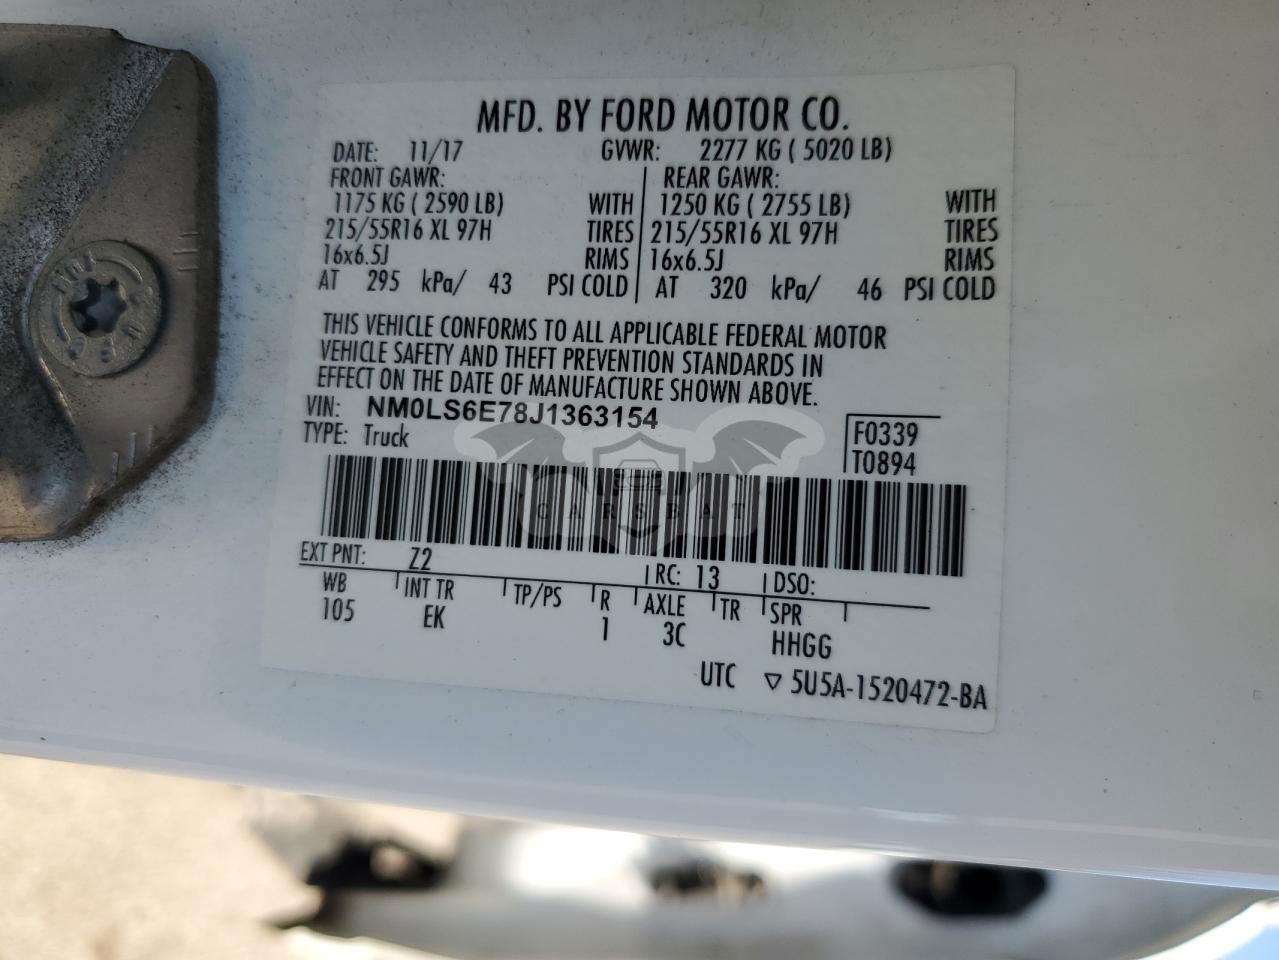 MFD. BY FORD MOTOR CO.
DATE: 11/17 GVWR: 2277 KG ( 5020 LB)
FRONT GAWR: REAR GAWR:
1175 KG ( 2590 LB) WITH 1250 KG ( 2755 LB) WITH
215/55R16 XL 97H TIRES 215/55R16 XL 97H TIRES
16x6.5J RIMS 16x6.5J RIMS
AT 295 kPa/ 43 PSI COLD AT 320 kPa/ 46 PSI COLD
THIS VEHICLE CONFORMS TO ALL APPLICABLE FEDERAL MOTOR
VEHICLE SAFETY AND THEFT PREVENTION STANDARDS IN
EFFECT ON THE DATE OF MANUFACTURE SHOWN ABOVE.
VIN: NM0LS6E78J1363154
TYPE: Truck
F0339
T0894
CARSBAT
EXT PNT: Z2 RC: 13 DSO:
WB INT TR TP/PS R AXLE TR SPR
105 EK 1 3C HHGG
UTC ▽ 5U5A-1520472-BA